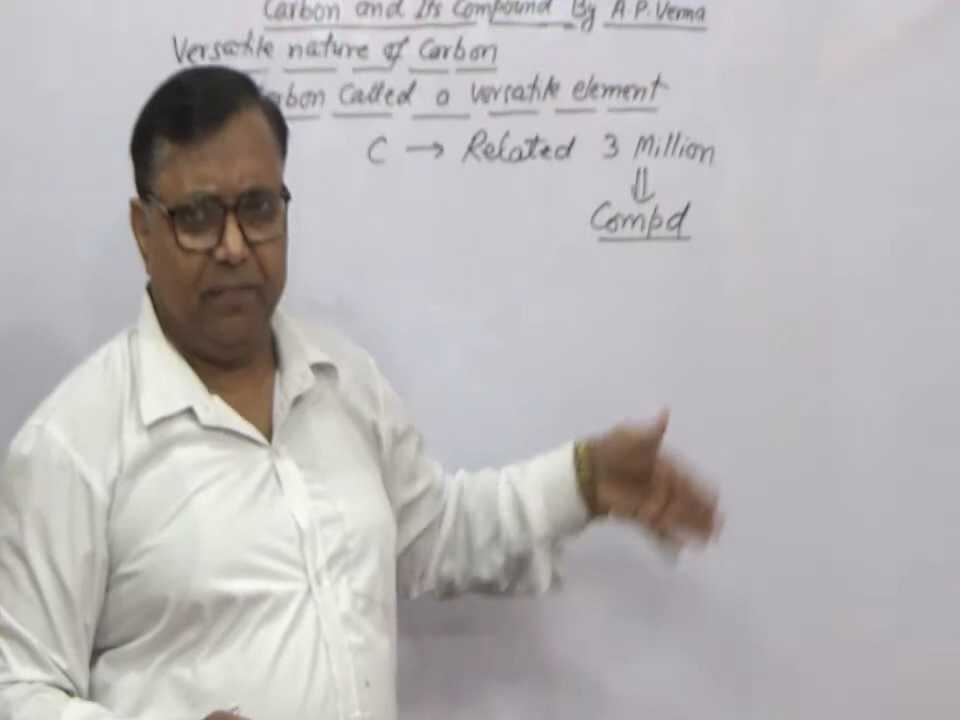 Carbon and Its Compound By A.P.Verma
Versatile nature of Carbon
Called a versatile element
C → Related 3 Million
⇓
Compd